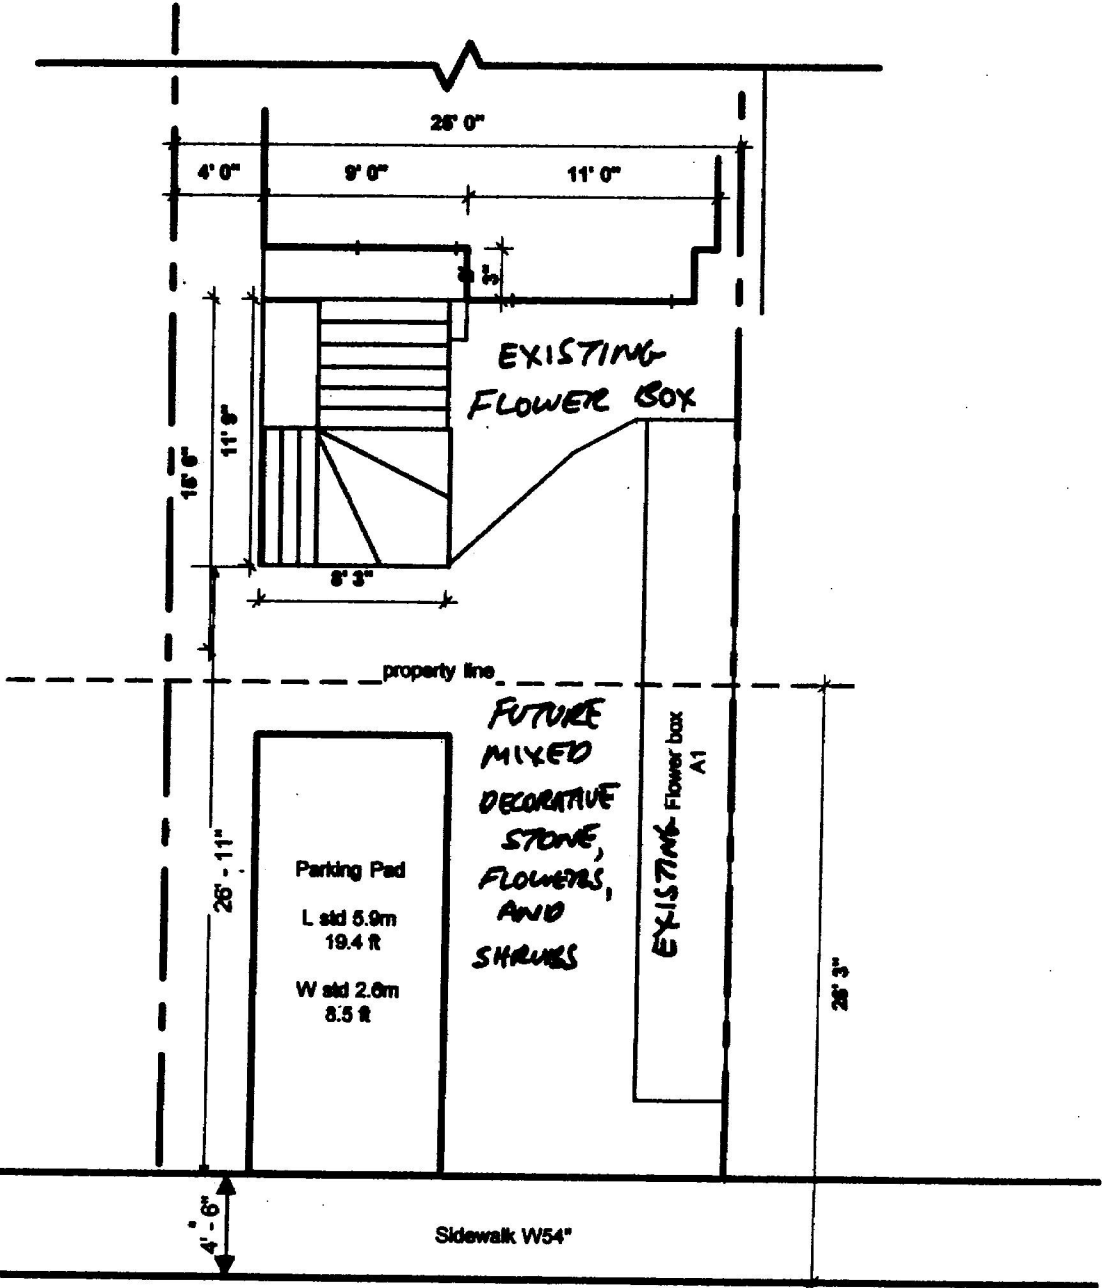 25' 0"
4' 0"
9' 0"
11' 0"
3"
EXISTING
FLOWER BOX
11' 9"
15' 6"
8' 3"
property line
FUTURE
MIXED
DECORATIVE
STONE,
FLOWERS,
AND
SHRUBS
EXISTING Flower box
A1
26' - 11"
Parking Pad
L std 5.9m
19.4 ft
W std 2.6m
8.5 ft
26' 3"
4' - 6"
Sidewalk W54"